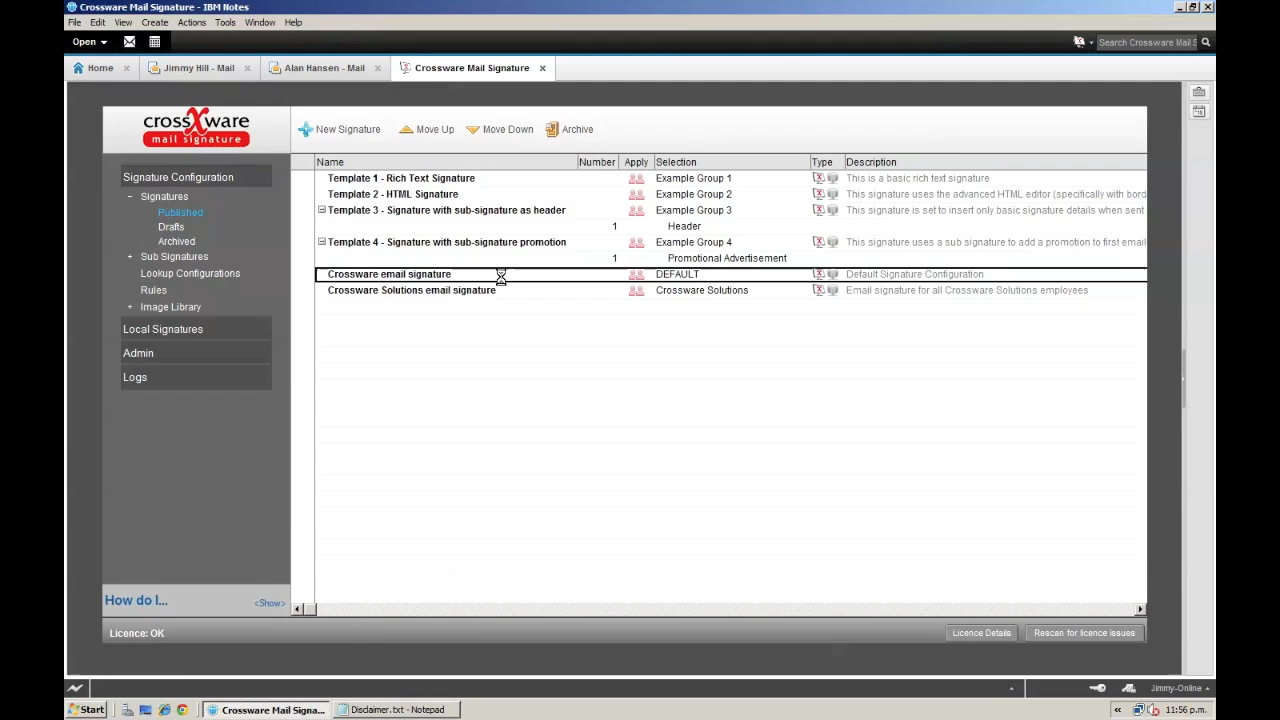 Crossware Mail Signature - IBM Notes
File Edit View Create Actions Tools Window Help
Open Search Crossware Mail S
Home Jimmy Hill - Mail Alan Hansen - Mail Crossware Mail Signature
crossXware
mail signature
New Signature Move Up Move Down Archive
Name Number Apply Selection Type Description
Signature Configuration
Signatures
Published
Drafts
Archived
Sub Signatures
Lookup Configurations
Rules
Image Library
Local Signatures
Admin
Logs
Template 1 - Rich Text Signature Example Group 1 This is a basic rich text signature
Template 2 - HTML Signature Example Group 2 This signature uses the advanced HTML editor (specifically with bord
Template 3 - Signature with sub-signature as header Example Group 3 This signature is set to insert only basic signature details when sent
1 Header
Template 4 - Signature with sub-signature promotion Example Group 4 This signature uses a sub signature to add a promotion to first email
1 Promotional Advertisement
Crossware email signature DEFAULT Default Signature Configuration
Crossware Solutions email signature Crossware Solutions Email signature for all Crossware Solutions employees
How do I... <Show>
Licence: OK Licence Details Rescan for licence issues
Jimmy-Online
Start Crossware Mail Signa... Disclaimer.txt - Notepad 11:56 p.m.